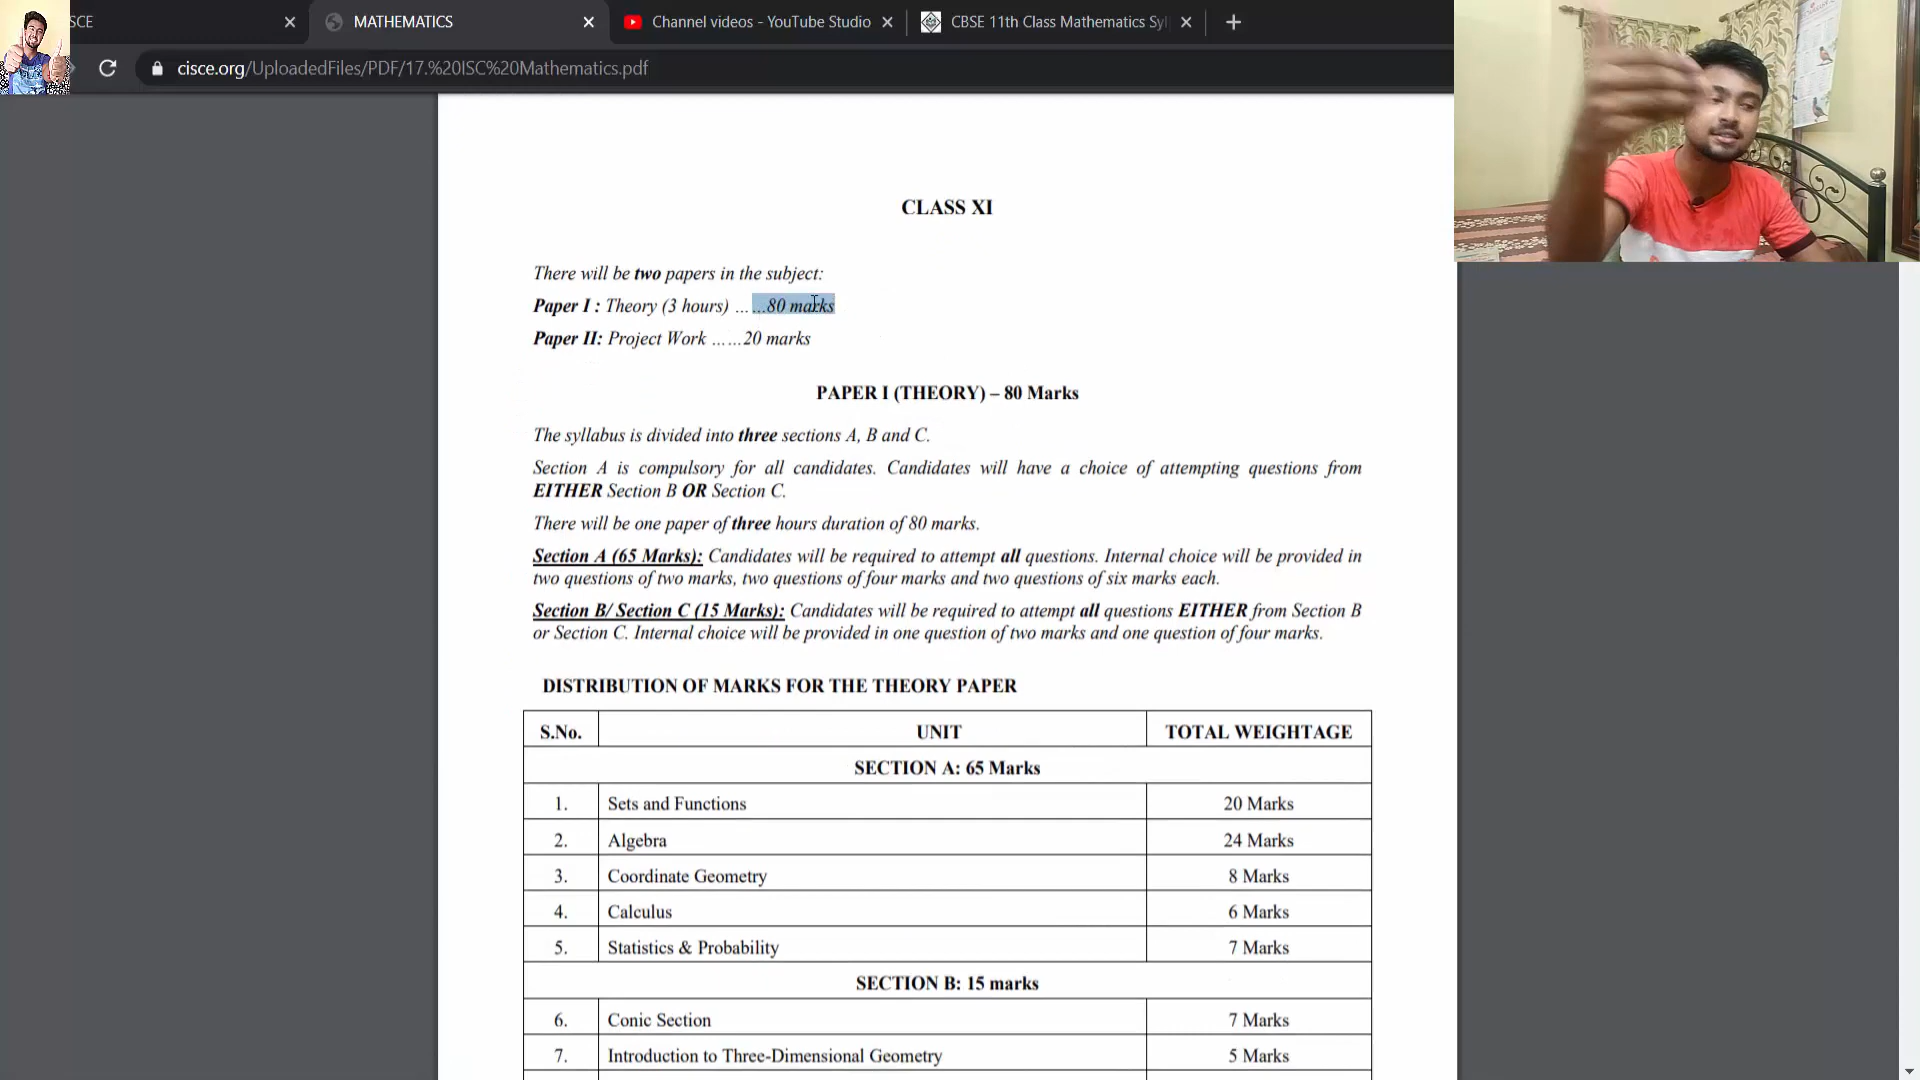 SCE
MATHEMATICS
Channel videos - YouTube Studio
CBSE 11th Class Mathematics Syl
cisce.org/UploadedFiles/PDF/17.%20ISC%20Mathematics.pdf
CLASS XI
There will be two papers in the subject:
Paper I : Theory (3 hours) ……80 marks
Paper II: Project Work ……20 marks
PAPER I (THEORY) – 80 Marks
The syllabus is divided into three sections A, B and C.
Section A is compulsory for all candidates. Candidates will have a choice of attempting questions from
EITHER Section B OR Section C.
There will be one paper of three hours duration of 80 marks.
Section A (65 Marks): Candidates will be required to attempt all questions. Internal choice will be provided in
two questions of two marks, two questions of four marks and two questions of six marks each.
Section B/ Section C (15 Marks): Candidates will be required to attempt all questions EITHER from Section B
or Section C. Internal choice will be provided in one question of two marks and one question of four marks.
DISTRIBUTION OF MARKS FOR THE THEORY PAPER
S.No. UNIT TOTAL WEIGHTAGE
SECTION A: 65 Marks
1. Sets and Functions 20 Marks
2. Algebra 24 Marks
3. Coordinate Geometry 8 Marks
4. Calculus 6 Marks
5. Statistics & Probability 7 Marks
SECTION B: 15 marks
6. Conic Section 7 Marks
7. Introduction to Three-Dimensional Geometry 5 Marks